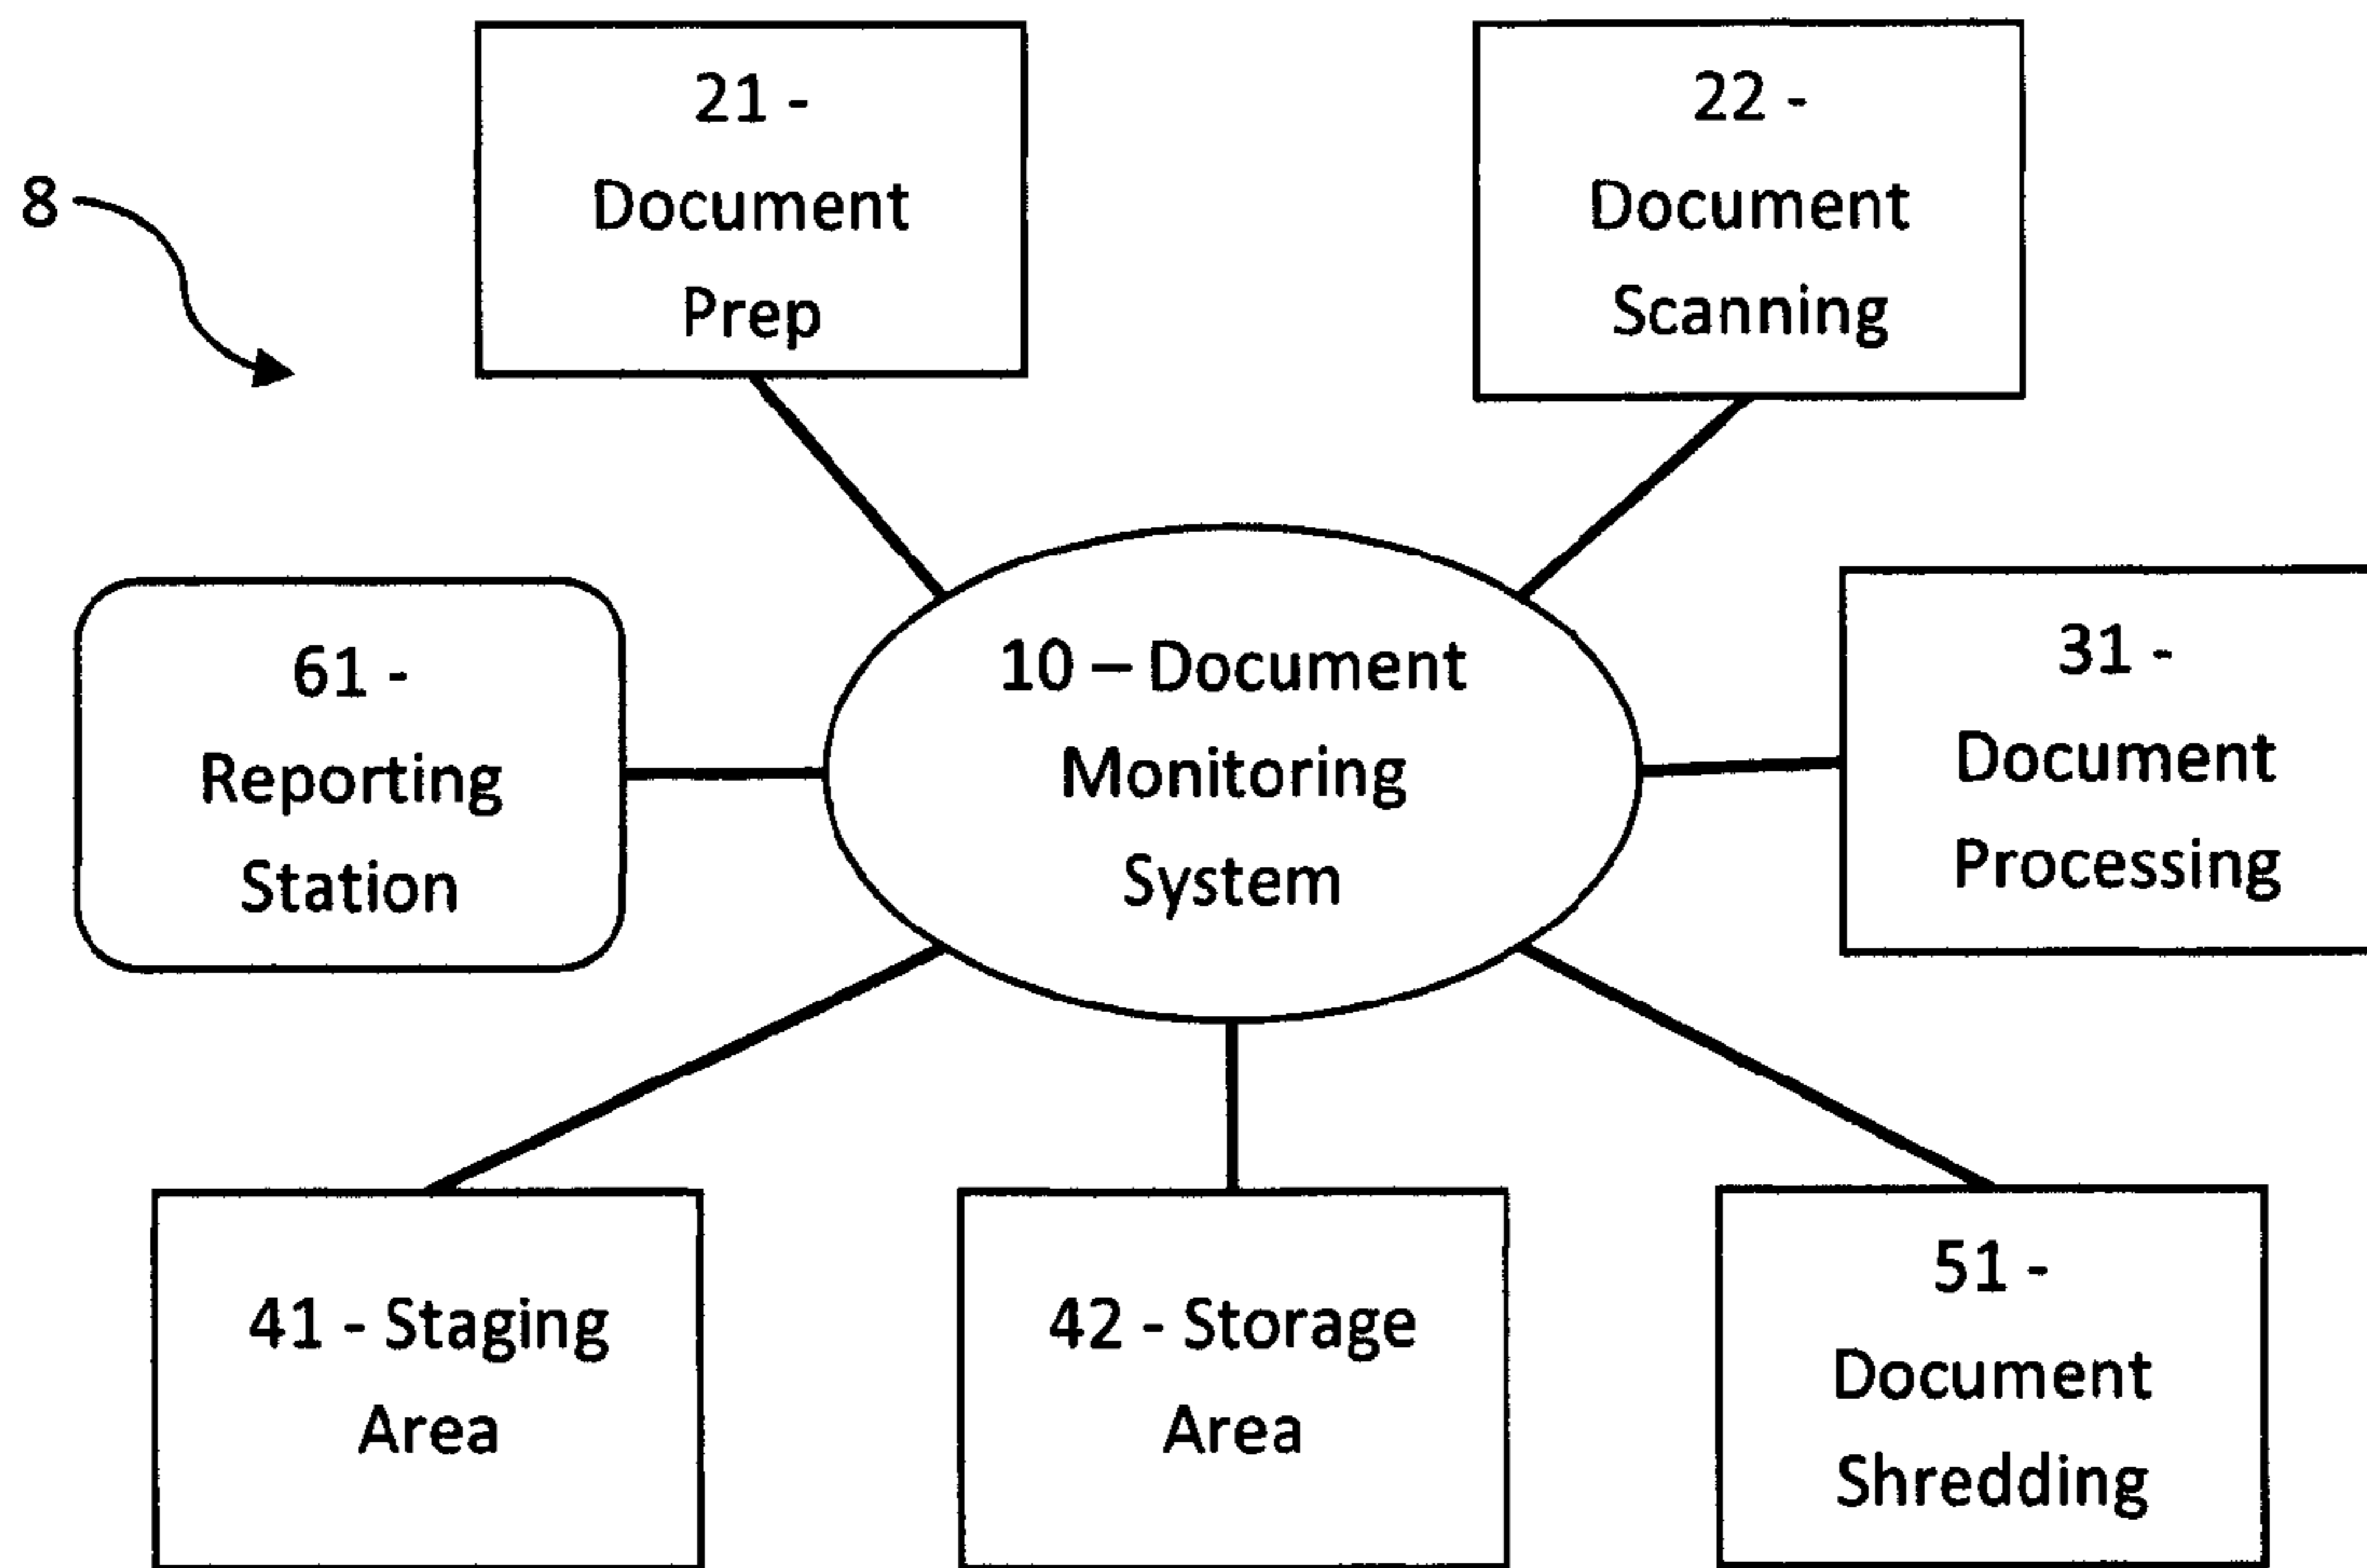 21 -
Document
Prep
22 -
Document
Scanning
8
61 -
Reporting
Station
10 – Document
Monitoring
System
31 -
Document
Processing
41 - Staging
Area
42 - Storage
Area
51 -
Document
Shredding